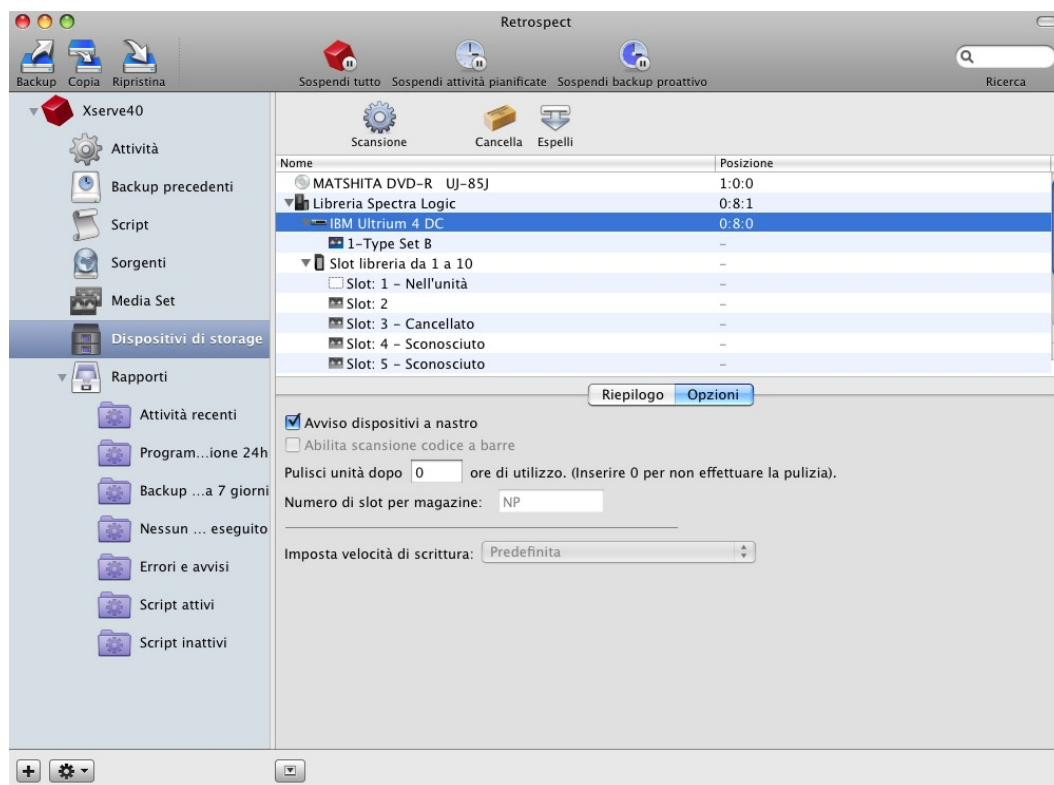 Retrospect
Backup Copia Ripristina Sospendi tutto Sospendi attività pianificate Sospendi backup proattivo Ricerca
Xserve40
Attività
Backup precedenti
Script
Sorgenti
Media Set
Dispositivi di storage
Rapporti
Attività recenti
Program...ione 24h
Backup ...a 7 giorni
Nessun ... eseguito
Errori e avvisi
Script attivi
Script inattivi
Scansione Cancella Espelli
Nome Posizione
MATSHITA DVD-R UJ-85J 1:0:0
Libreria Spectra Logic 0:8:1
IBM Ultrium 4 DC 0:8:0
1-Type Set B –
Slot libreria da 1 a 10 –
Slot: 1 – Nell'unità –
Slot: 2 –
Slot: 3 – Cancellato –
Slot: 4 – Sconosciuto –
Slot: 5 – Sconosciuto –
Riepilogo Opzioni
Avviso dispositivi a nastro
Abilita scansione codice a barre
Pulisci unità dopo 0 ore di utilizzo. (Inserire 0 per non effettuare la pulizia).
Numero di slot per magazine: NP
Imposta velocità di scrittura: Predefinita